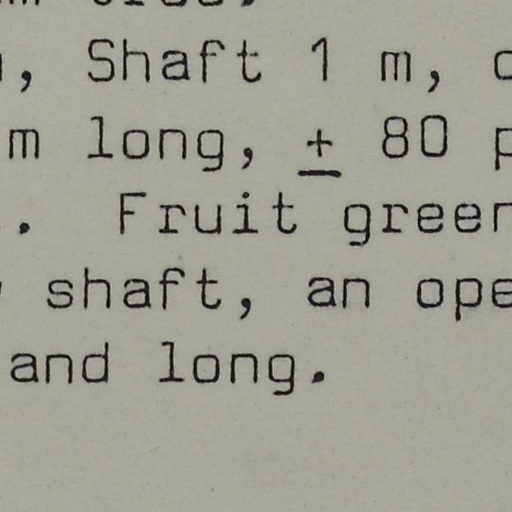 , Shaft 1 m,
m long, ± 80
. Fruit green
shaft, an ope
and long.